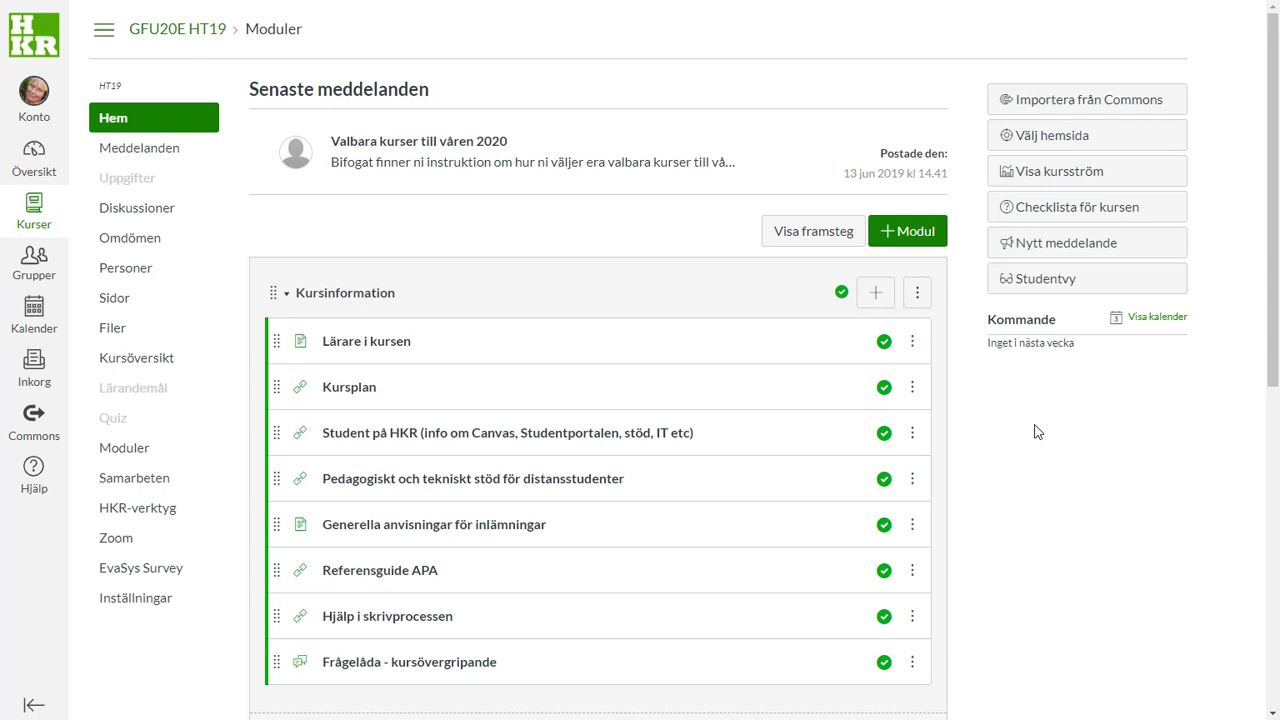 H
KR
GFU20E HT19 › Moduler
Konto
Översikt
Kurser
Grupper
Kalender
Inkorg
Commons
Hjälp
HT19
Hem
Meddelanden
Uppgifter
Diskussioner
Omdömen
Personer
Sidor
Filer
Kursöversikt
Lärandemål
Quiz
Moduler
Samarbeten
HKR-verktyg
Zoom
EvaSys Survey
Inställningar
Senaste meddelanden
Valbara kurser till våren 2020
Bifogat finner ni instruktion om hur ni väljer era valbara kurser till vå...
Postade den:
13 jun 2019 kl 14.41
Visa framsteg
+ Modul
Kursinformation
Lärare i kursen
Kursplan
Student på HKR (info om Canvas, Studentportalen, stöd, IT etc)
Pedagogiskt och tekniskt stöd för distansstudenter
Generella anvisningar för inlämningar
Referensguide APA
Hjälp i skrivprocessen
Frågelåda - kursövergripande
Importera från Commons
Välj hemsida
Visa kursström
Checklista för kursen
Nytt meddelande
Studentvy
Kommande
3 Visa kalender
Inget i nästa vecka